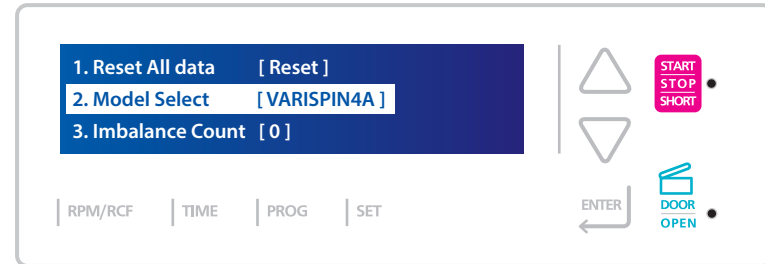 1. Reset All data [ Reset ]
2. Model Select [ VARISPIN4A ]
3. Imbalance Count [ 0 ]
START
STOP
SHORT
RPM/RCF TIME PROG SET ENTER
DOOR
OPEN